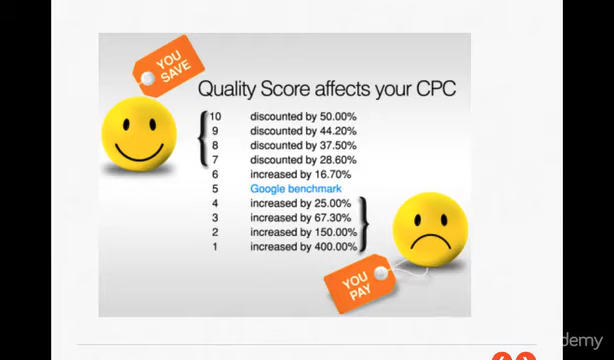 YOU
SAVE
Quality Score affects your CPC
10 discounted by 50.00%
9 discounted by 44.20%
8 discounted by 37.50%
7 discounted by 28.60%
6 increased by 16.70%
5 Google benchmark
4 increased by 25.00%
3 increased by 67.30%
2 increased by 150.00%
1 increased by 400.00%
YOU
PAY
demy